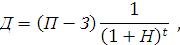 Д = (П - З) 1 / (1 + Н)^t ,